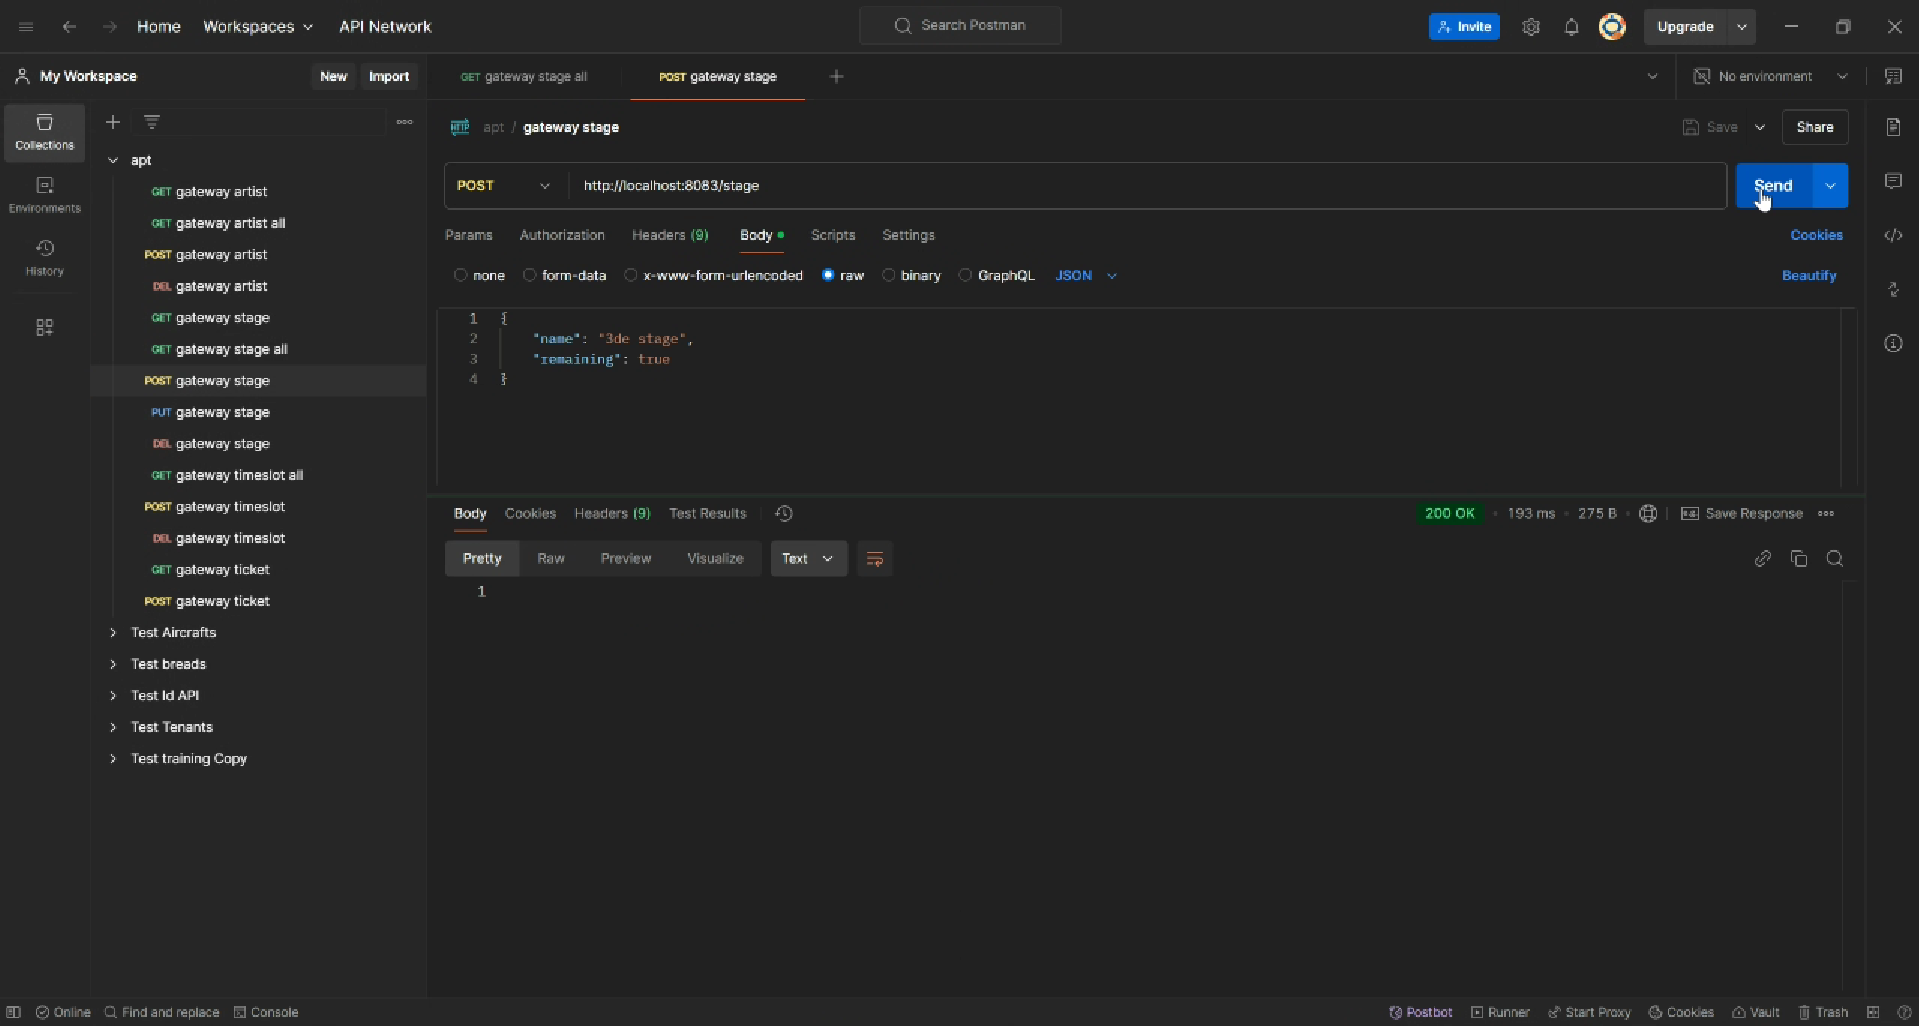 Home Workspaces API Network Search Postman Invite Upgrade
My Workspace New Import GET gateway stage all POST gateway stage No environment
Collections
Environments
History
apt
GET gateway artist
GET gateway artist all
POST gateway artist
DEL gateway artist
GET gateway stage
GET gateway stage all
POST gateway stage
PUT gateway stage
DEL gateway stage
GET gateway timeslot all
POST gateway timeslot
DEL gateway timeslot
GET gateway ticket
POST gateway ticket
Test Aircrafts
Test breads
Test Id API
Test Tenants
Test training Copy
HTTP apt / gateway stage Save Share
POST http://localhost:8083/stage Send
Params Authorization Headers (9) Body Scripts Settings Cookies
none form-data x-www-form-urlencoded raw binary GraphQL JSON Beautify
1 {
2 "name": "3de stage",
3 "remaining": true
4 }
Body Cookies Headers (9) Test Results 200 OK 193 ms 275 B Save Response
Pretty Raw Preview Visualize Text
1
Online Find and replace Console Postbot Runner Start Proxy Cookies Vault Trash